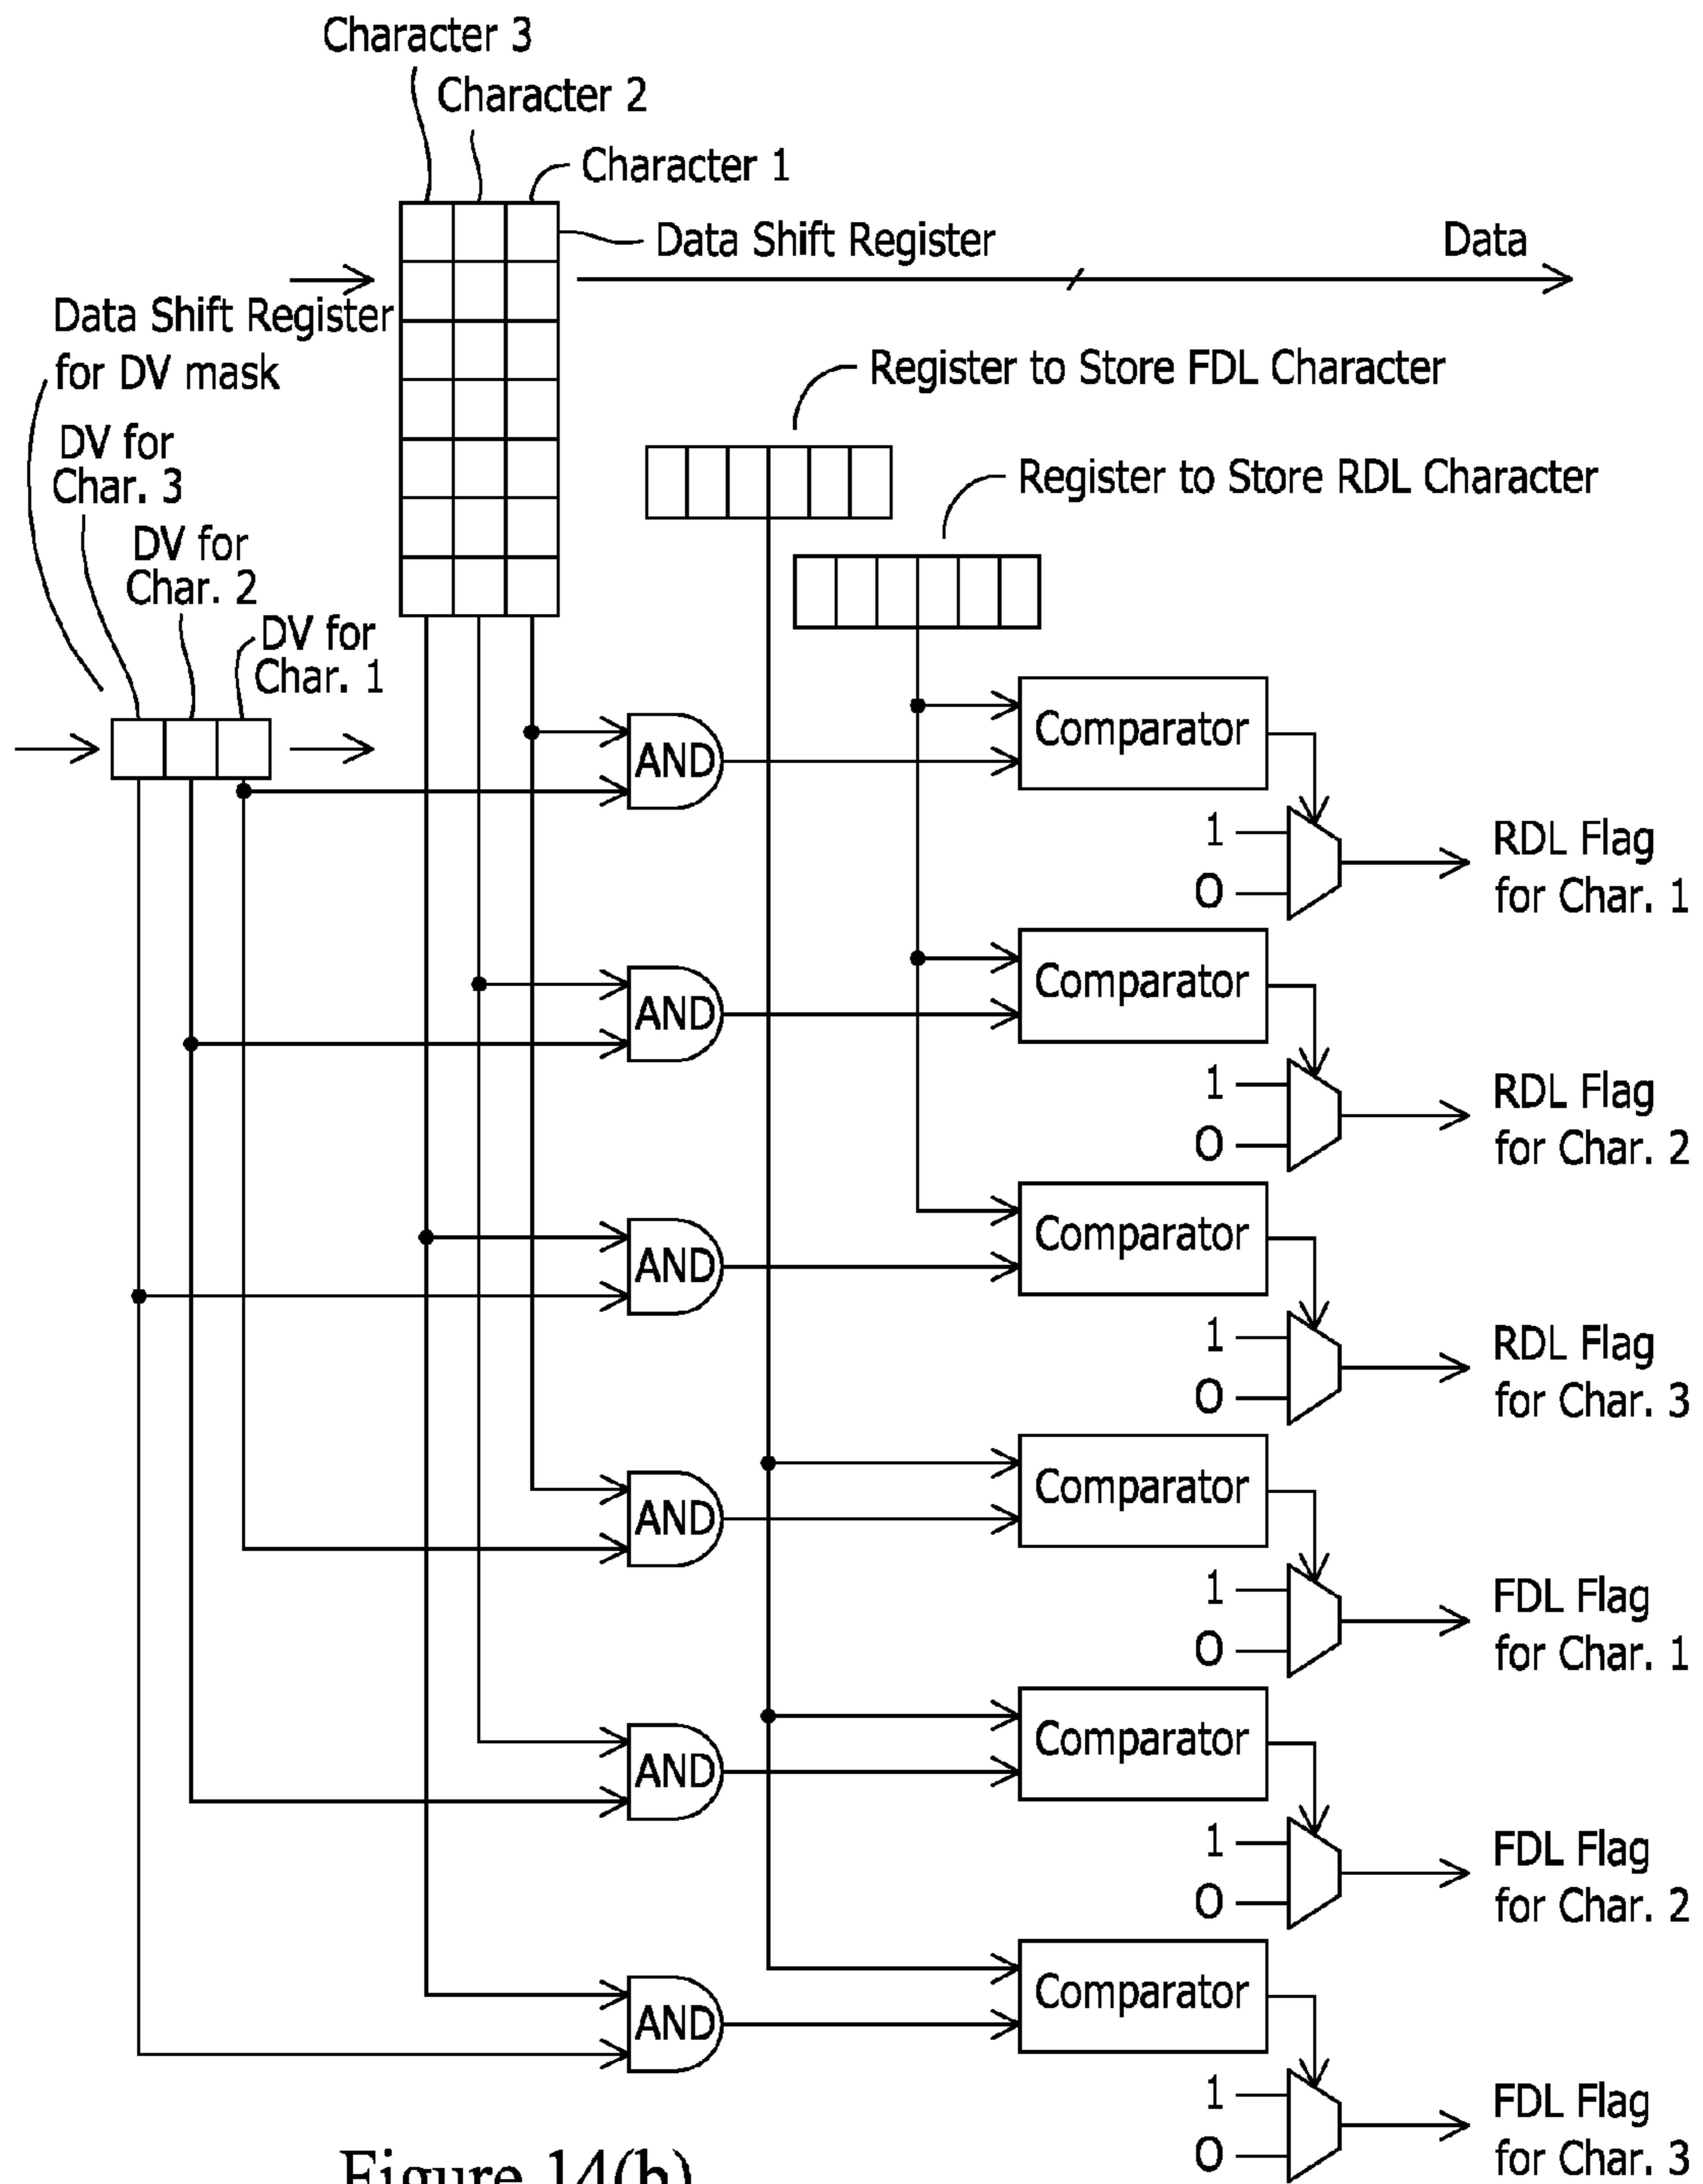 Character 3
Character 2
Character 1
Data Shift Register
Data
Data Shift Register
for DV mask
Register to Store FDL Character
DV for
Char. 3
Register to Store RDL Character
DV for
Char. 2
DV for
Char. 1
AND
Comparator
1
0
RDL Flag
for Char. 1
AND
Comparator
1
0
RDL Flag
for Char. 2
AND
Comparator
1
0
RDL Flag
for Char. 3
AND
Comparator
1
0
FDL Flag
for Char. 1
AND
Comparator
1
0
FDL Flag
for Char. 2
AND
Comparator
1
0
FDL Flag
for Char. 3
Figure 14(b)